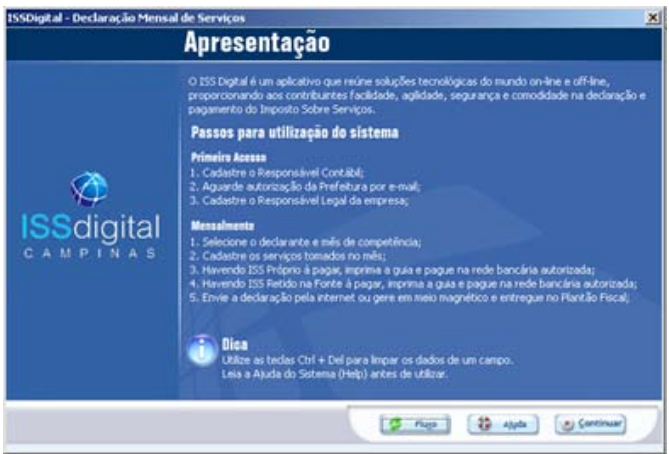 ISSDigital - Declaração Mensal de Serviços
Apresentação
O ISS Digital é um aplicativo que reúne soluções tecnológicas do mundo on-line e off-line,
proporcionando aos contribuintes facilidade, agilidade, segurança e comodidade na declaração e
pagamento do Imposto Sobre Serviços.
Passos para utilização do sistema
Primeiro Acesso
1. Cadastre o Responsável Contábil;
2. Aguarde autorização da Prefeitura por e-mail;
3. Cadastre o Responsável Legal da empresa;
ISSdigital
CAMPINAS
Mensalmente
1. Selecione o declarante e mês de competência;
2. Cadastre os serviços tomados no mês;
3. Havendo ISS Próprio à pagar, imprima a guia e pague na rede bancária autorizada;
4. Havendo ISS Retido na Fonte à pagar, imprima a guia e pague na rede bancária autorizada;
5. Envie a declaração pela internet ou gere em meio magnético e entregue no Plantão Fiscal;
Dica
Utilize as teclas Ctrl + Del para limpar os dados de um campo.
Leia a Ajuda do Sistema (Help) antes de utilizar.
Fluxo Ajuda Continuar